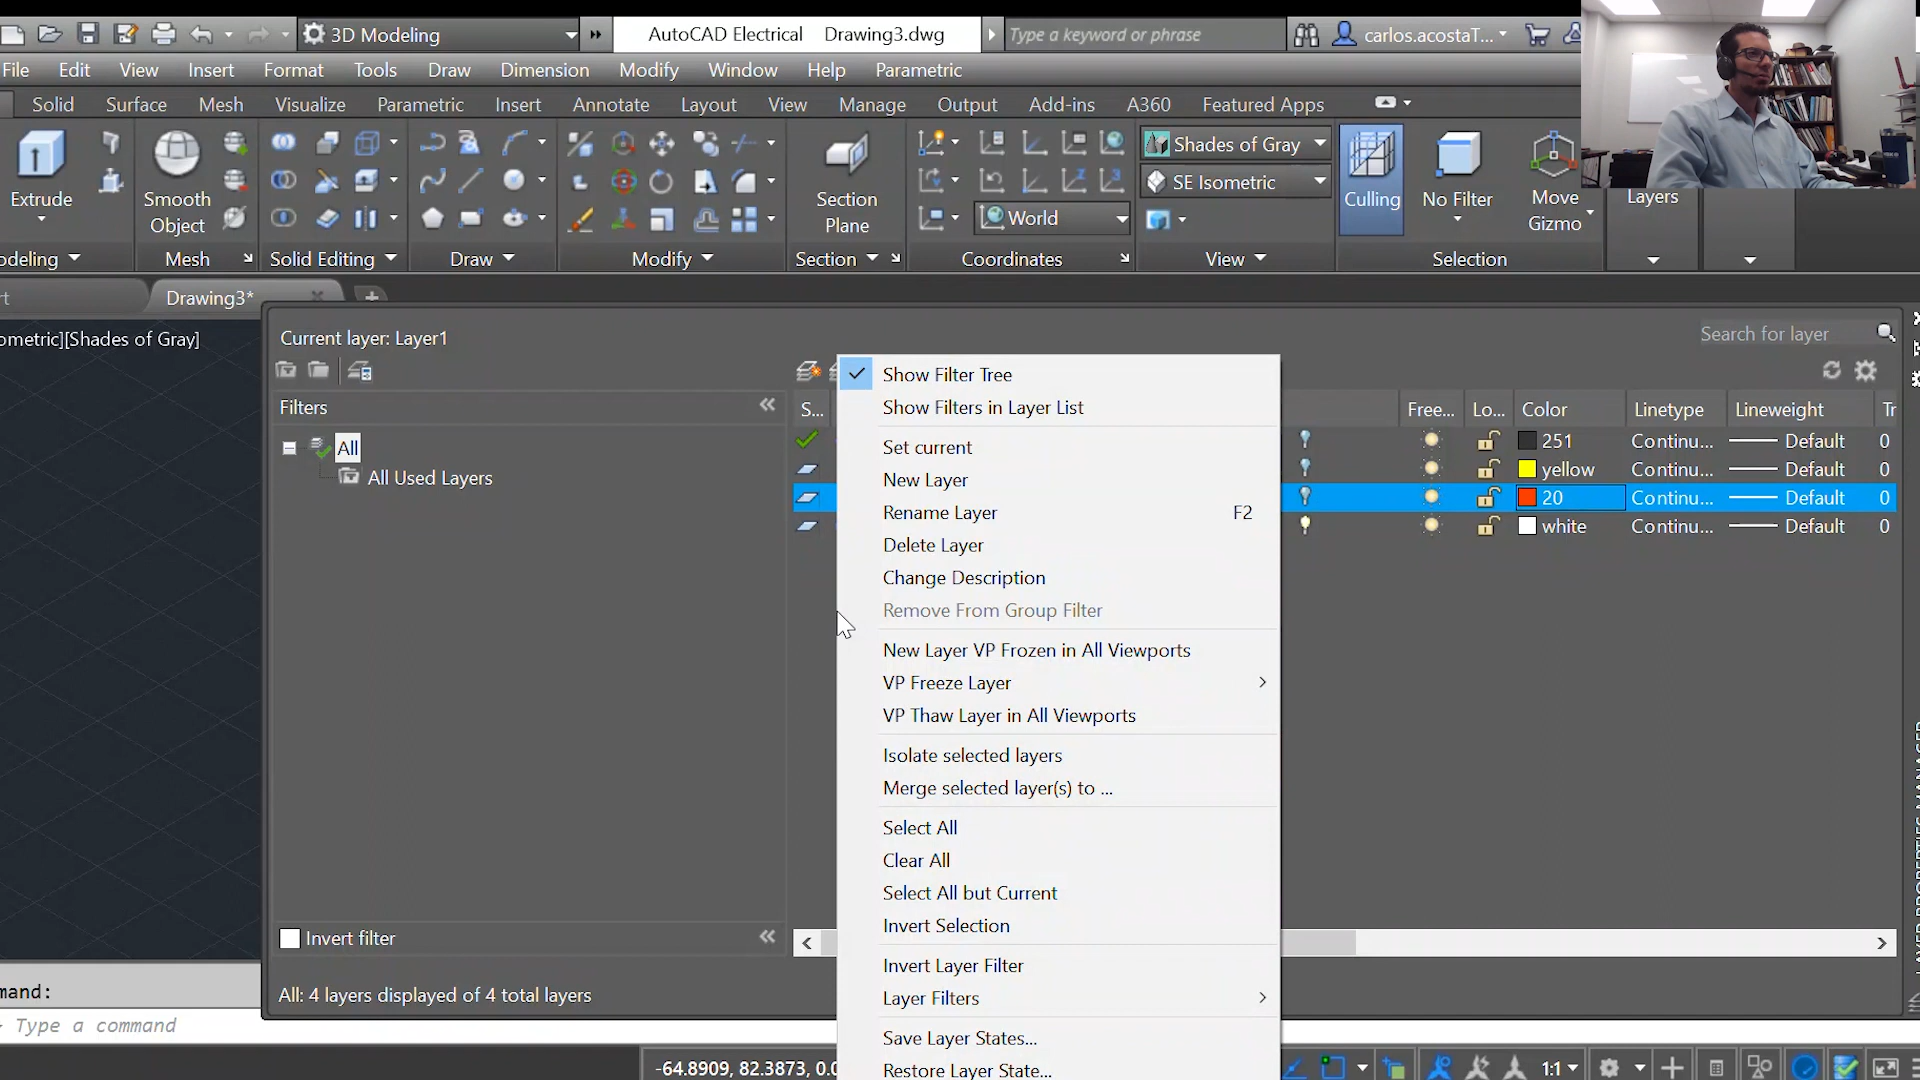 3D Modeling
AutoCAD Electrical Drawing3.dwg
Type a keyword or phrase
carlos.acostaT...
File Edit View Insert Format Tools Draw Dimension Modify Window Help Parametric
Solid Surface Mesh Visualize Parametric Insert Annotate Layout View Manage Output Add-ins A360 Featured Apps
Extrude
Smooth
Object
Section
Plane
World
Shades of Gray
SE Isometric
Culling
No Filter
Move
Gizmo
Layers
odeling Mesh Solid Editing Draw Modify Section Coordinates View Selection
rt
Drawing3*
ometric][Shades of Gray]
Current layer: Layer1
Search for layer
Filters
All
All Used Layers
S...
Free... Lo... Color Linetype Lineweight Tr
251 Continu... Default 0
yellow Continu... Default 0
20 Continu... Default 0
white Continu... Default 0
Show Filter Tree
Show Filters in Layer List
Set current
New Layer
Rename Layer F2
Delete Layer
Change Description
Remove From Group Filter
New Layer VP Frozen in All Viewports
VP Freeze Layer
VP Thaw Layer in All Viewports
Isolate selected layers
Merge selected layer(s) to ...
Select All
Clear All
Select All but Current
Invert Selection
Invert Layer Filter
Layer Filters
Save Layer States...
Restore Layer State...
Invert filter
All: 4 layers displayed of 4 total layers
LAYER PROPERTIES MANAGER
mand:
Type a command
-64.8909, 82.3873, 0.0
1:1